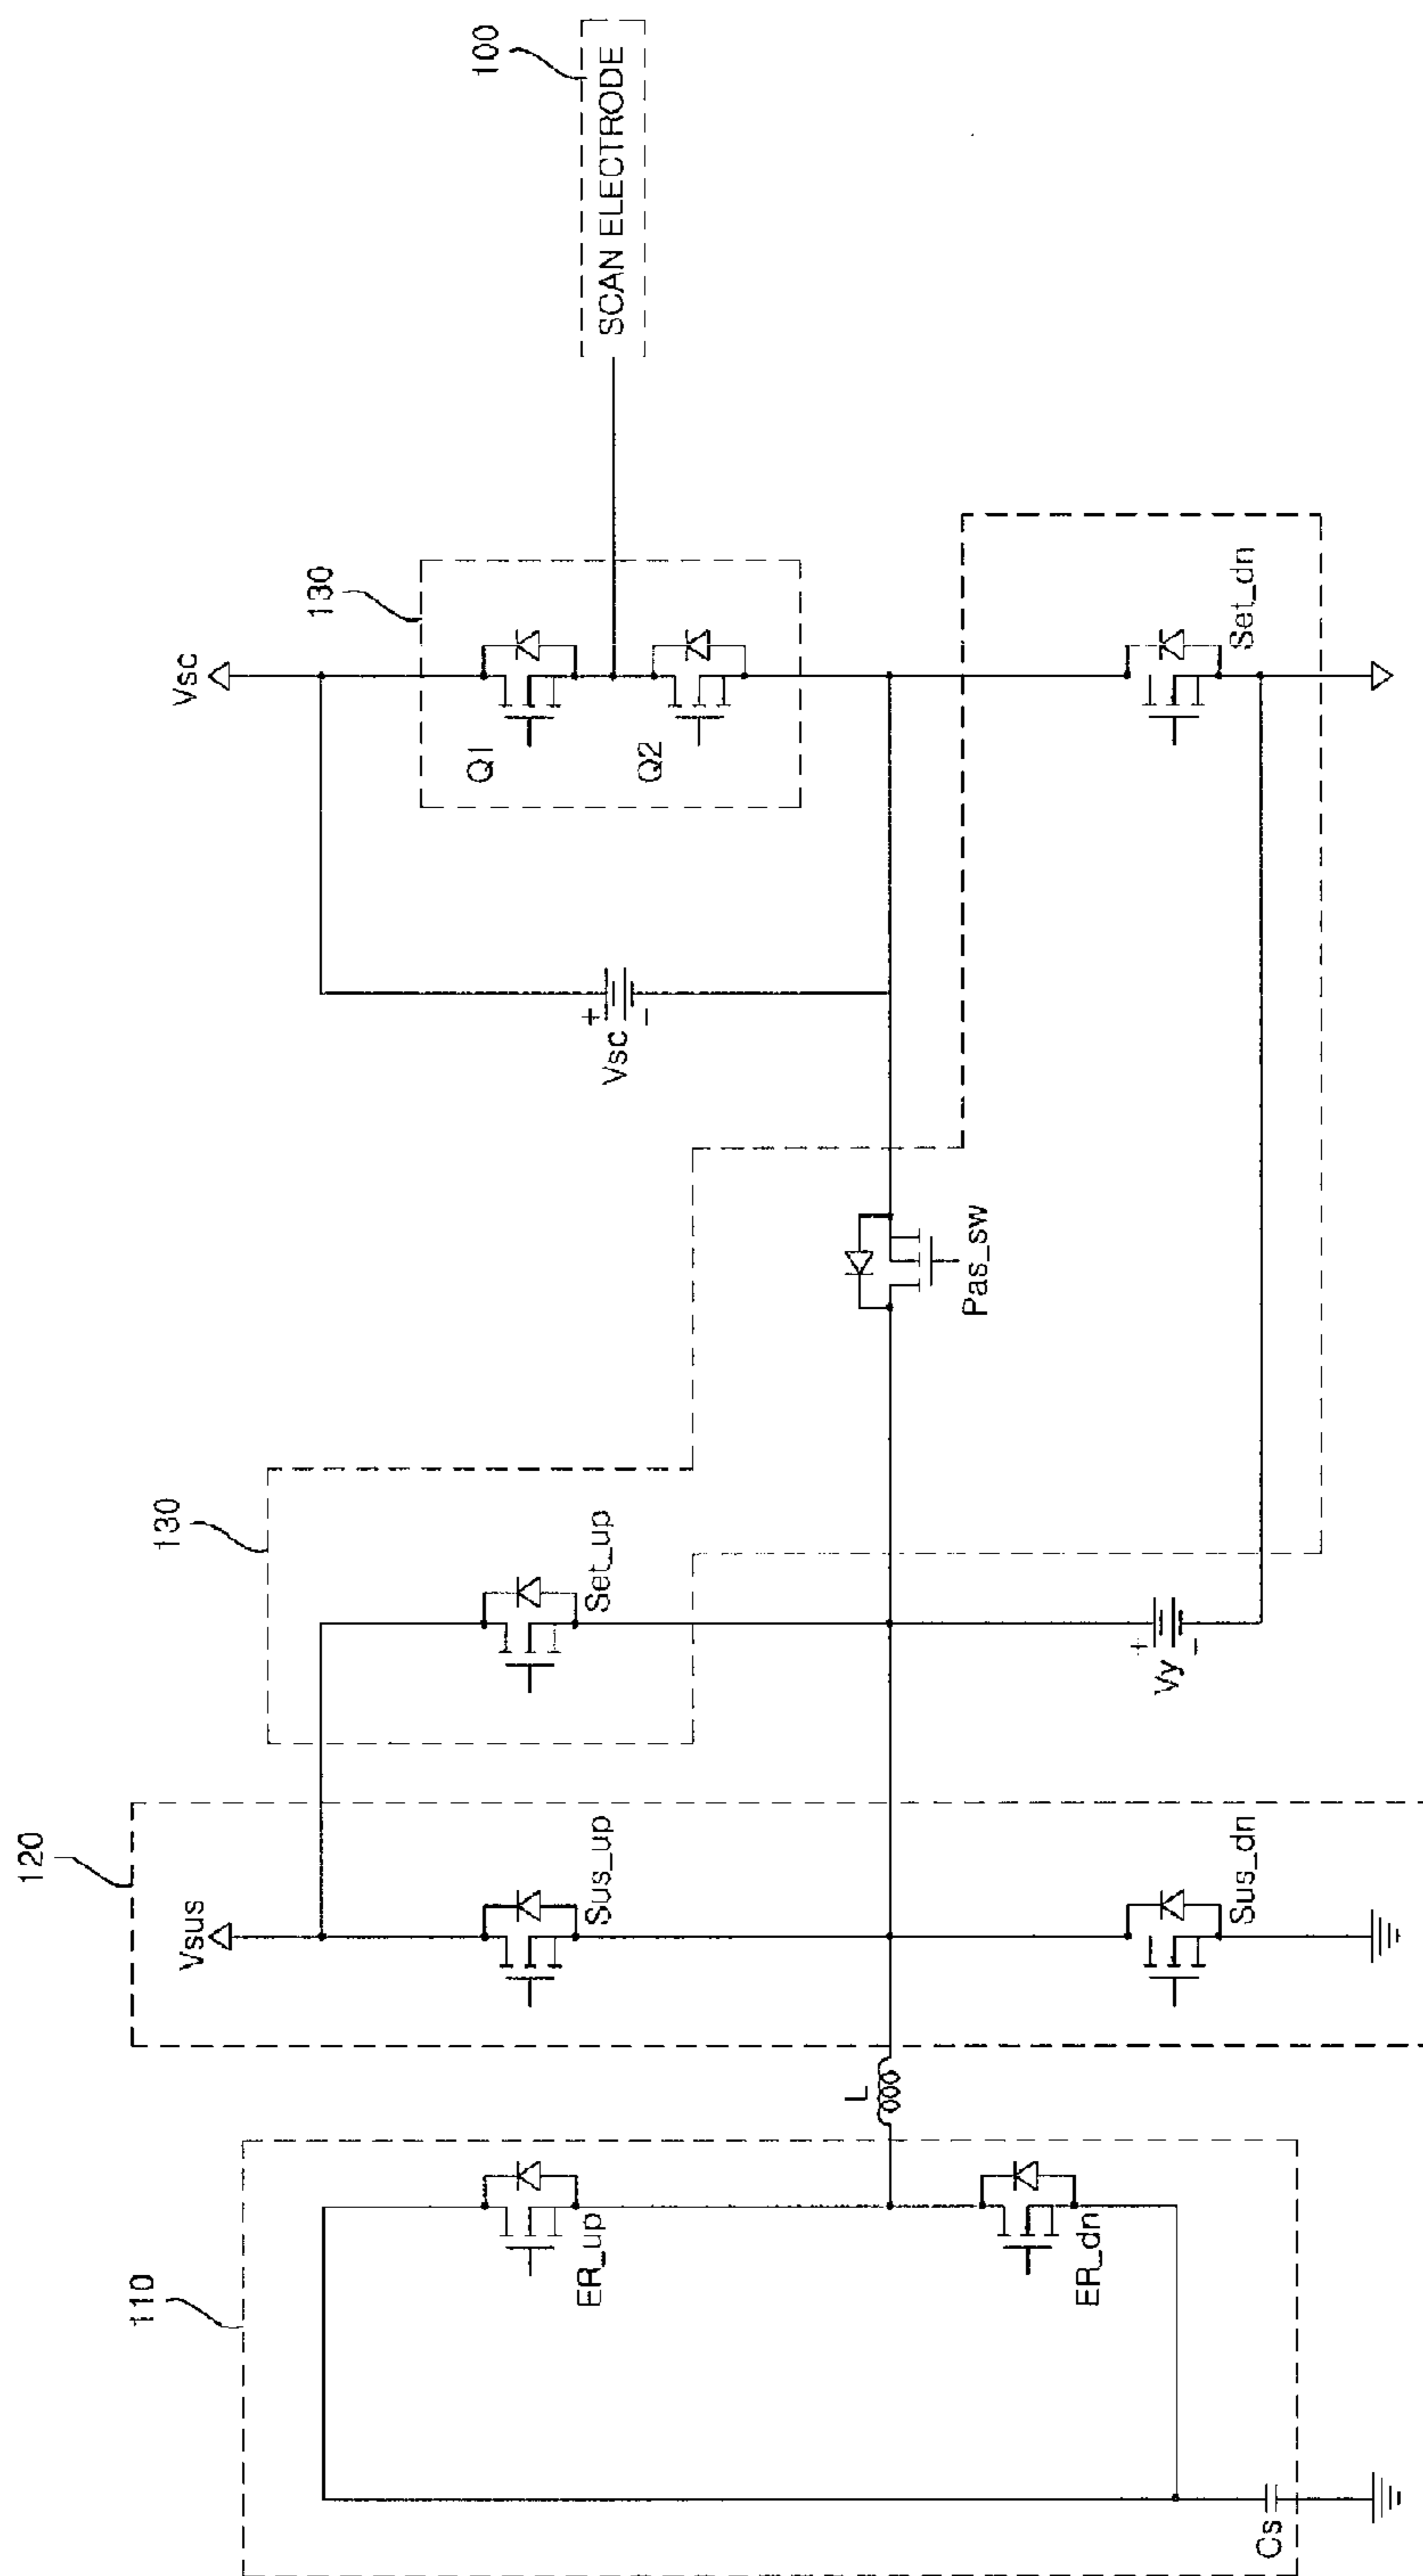 100
SCAN ELECTRODE
130
Vsc
Q1
Q2
Set_dn
+
Vsc
-
Pas_sw
130
Set_up
+
Vy
-
120
Vsus
Sus_up
Sus_dn
L
110
ER_up
ER_dn
Cs